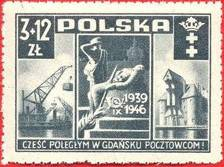 3+12
ZŁ
POLSKA
1939
IX
1946
CZEŚĆ POLEGŁYM W GDAŃSKU POCZTOWCOM!